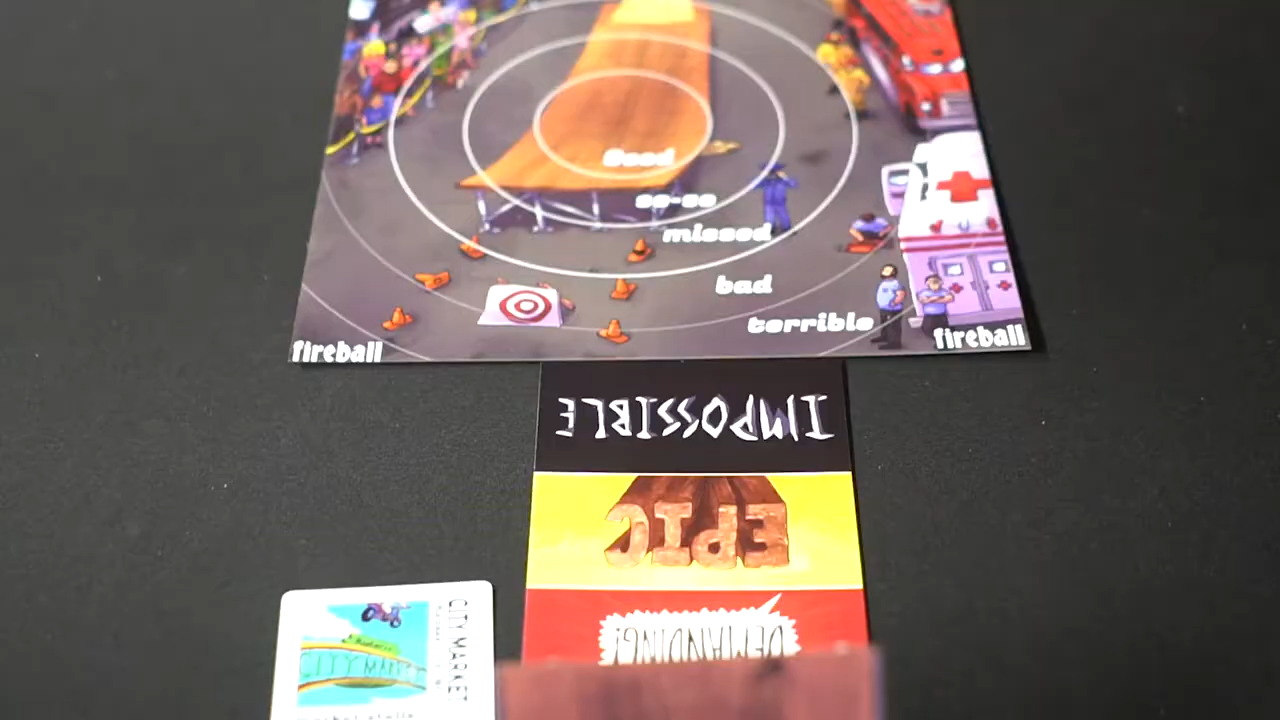 Good
so-so
missed
bad
terrible
fireball
fireball
IMPOSSIBLE
EPIC
DEMANDING!
CITY MARKET
CITY MARKET